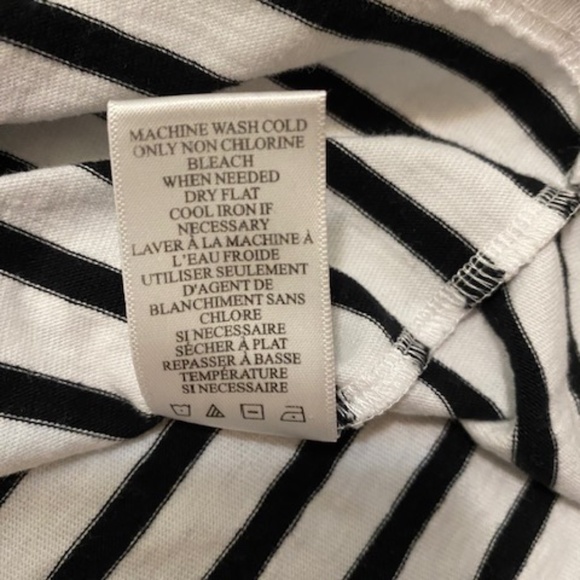 MACHINE WASH COLD
ONLY NON CHLORINE
BLEACH
WHEN NEEDED
DRY FLAT
COOL IRON IF
NECESSARY
LAVER À LA MACHINE À
L'EAU FROIDE
UTILISER SEULEMENT
D'AGENT DE
BLANCHIMENT SANS
CHLORE
SI NECESSAIRE
SÉCHER À PLAT
REPASSER À BASSE
TEMPÉRATURE
SI NECESSAIRE